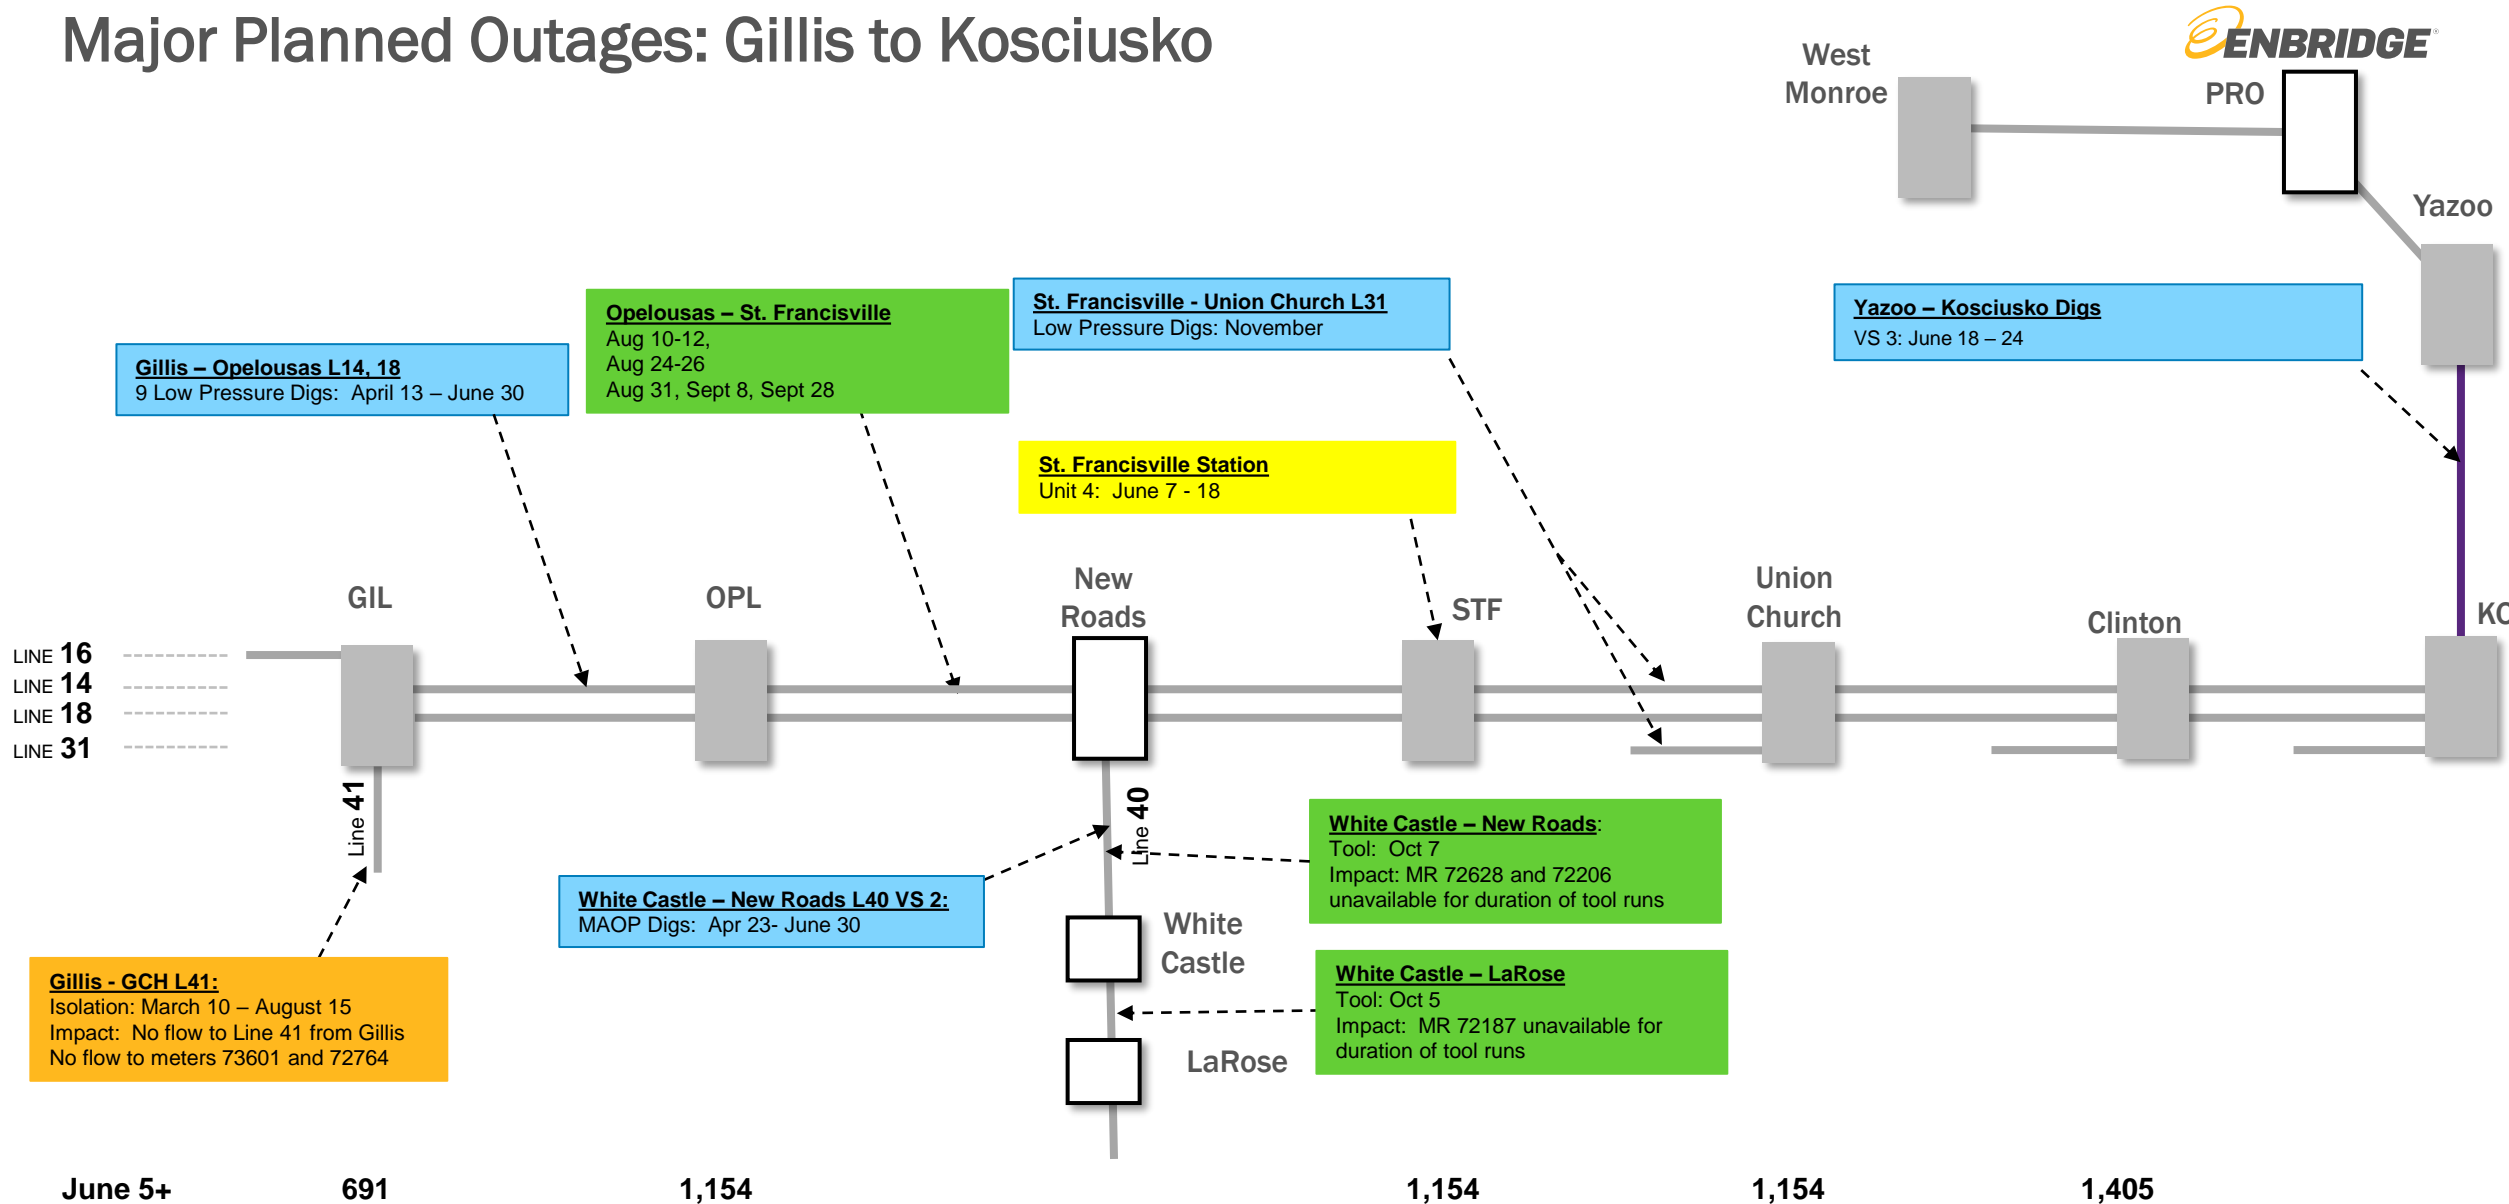 Major Planned Outages: Gillis to Kosciusko
ENBRIDGE
West
Monroe
PRO
Yazoo
Gillis – Opelousas L14, 18
9 Low Pressure Digs: April 13 – June 30
Opelousas – St. Francisville
Aug 10-12,
Aug 24-26
Aug 31, Sept 8, Sept 28
St. Francisville - Union Church L31
Low Pressure Digs: November
Yazoo – Kosciusko Digs
VS 3: June 18 – 24
St. Francisville Station
Unit 4: June 7 - 18
GIL
OPL
New
Roads
STF
Union
Church
Clinton
KO
LINE 16
LINE 14
LINE 18
LINE 31
Line 41
Line 40
White Castle – New Roads:
Tool: Oct 7
Impact: MR 72628 and 72206
unavailable for duration of tool runs
White Castle – New Roads L40 VS 2:
MAOP Digs: Apr 23- June 30
White
Castle
Gillis - GCH L41:
Isolation: March 10 – August 15
Impact: No flow to Line 41 from Gillis
No flow to meters 73601 and 72764
White Castle – LaRose
Tool: Oct 5
Impact: MR 72187 unavailable for
duration of tool runs
LaRose
June 5+ 691 1,154 1,154 1,154 1,405